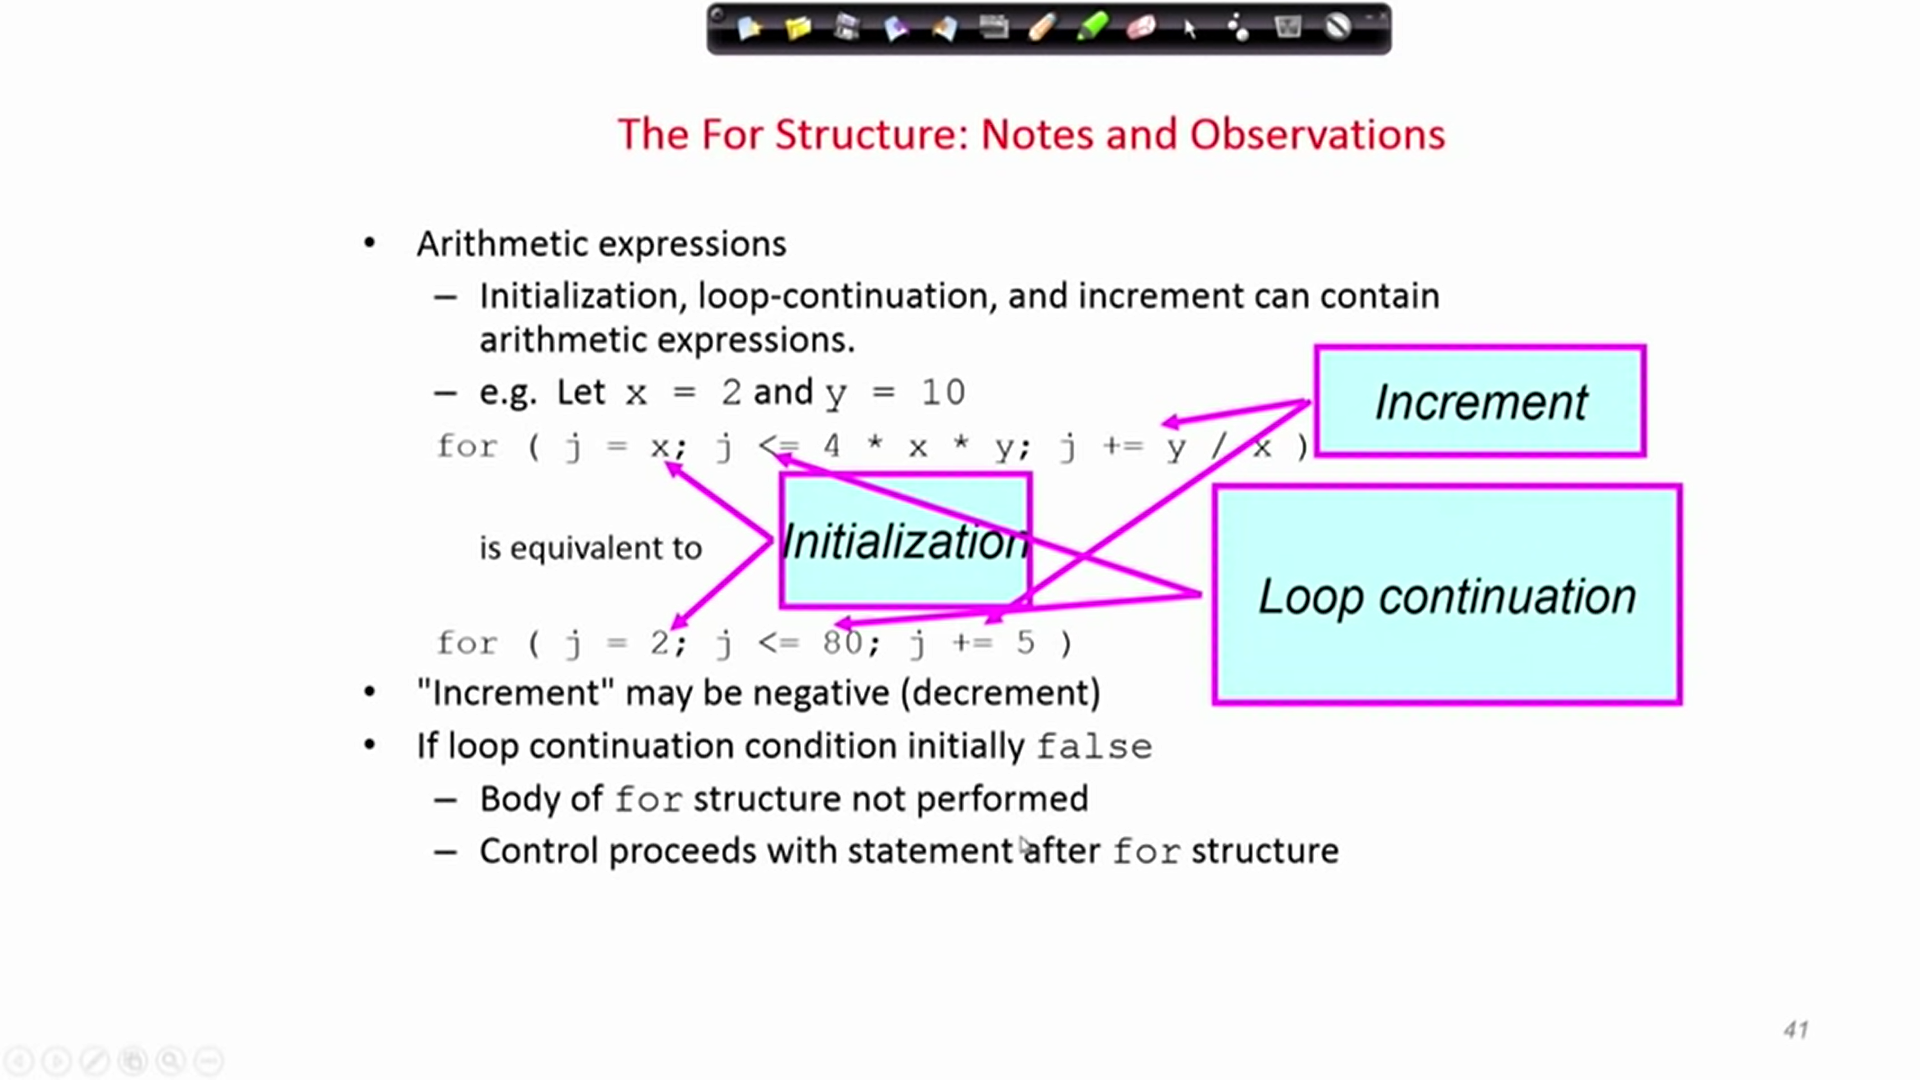 The For Structure: Notes and Observations
• Arithmetic expressions
– Initialization, loop-continuation, and increment can contain
arithmetic expressions.
– e.g. Let x = 2 and y = 10
for ( j = x; j <= 4 * x * y; j += y / x )
Increment
Initialization
is equivalent to
Loop continuation
for ( j = 2; j <= 80; j += 5 )
• "Increment" may be negative (decrement)
• If loop continuation condition initially false
– Body of for structure not performed
– Control proceeds with statement after for structure
41